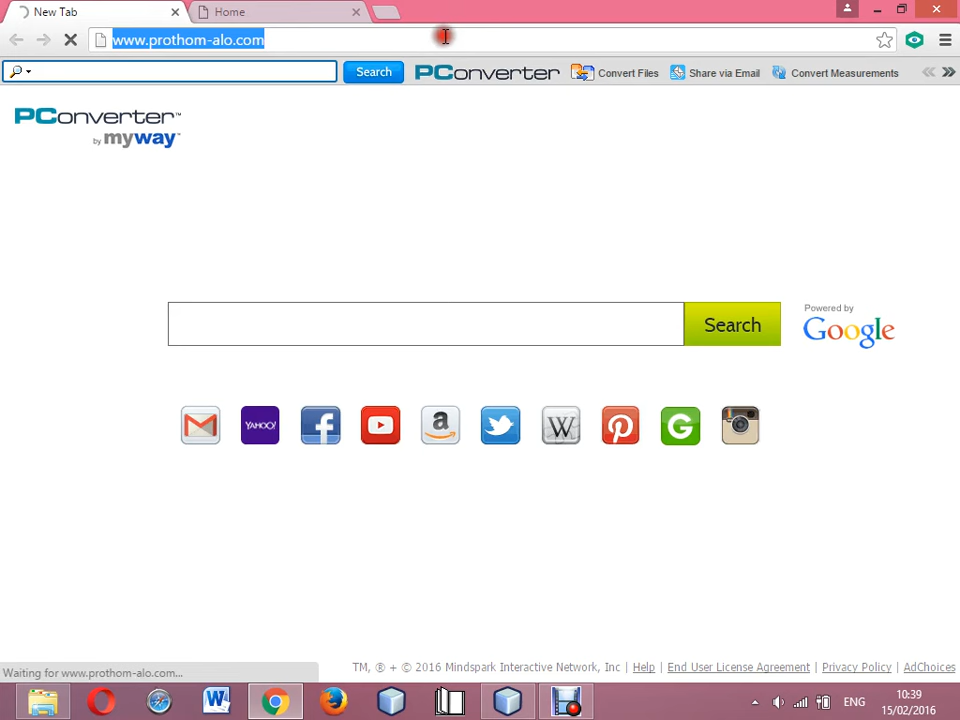 New Tab
Home
www.prothom-alo.com
Search
PConverter
Convert Files
Share via Email
Convert Measurements
PConverter™
by myway™
Search
Powered by
Google
YAHOO!
a
W
G
Waiting for www.prothom-alo.com...
TM, ® + © 2016 Mindspark Interactive Network, Inc | Help | End User License Agreement | Privacy Policy | AdChoices
ENG
10:39
15/02/2016